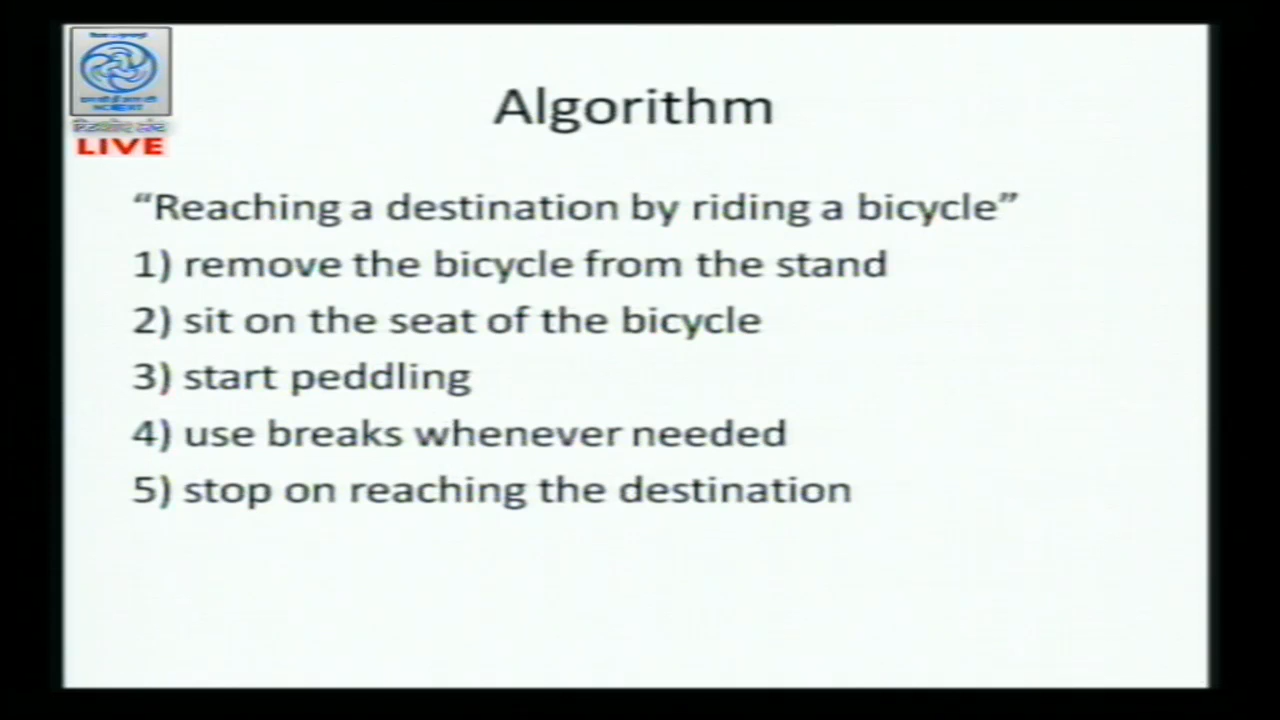 LIVE
Algorithm
“Reaching a destination by riding a bicycle”
1) remove the bicycle from the stand
2) sit on the seat of the bicycle
3) start peddling
4) use breaks whenever needed
5) stop on reaching the destination